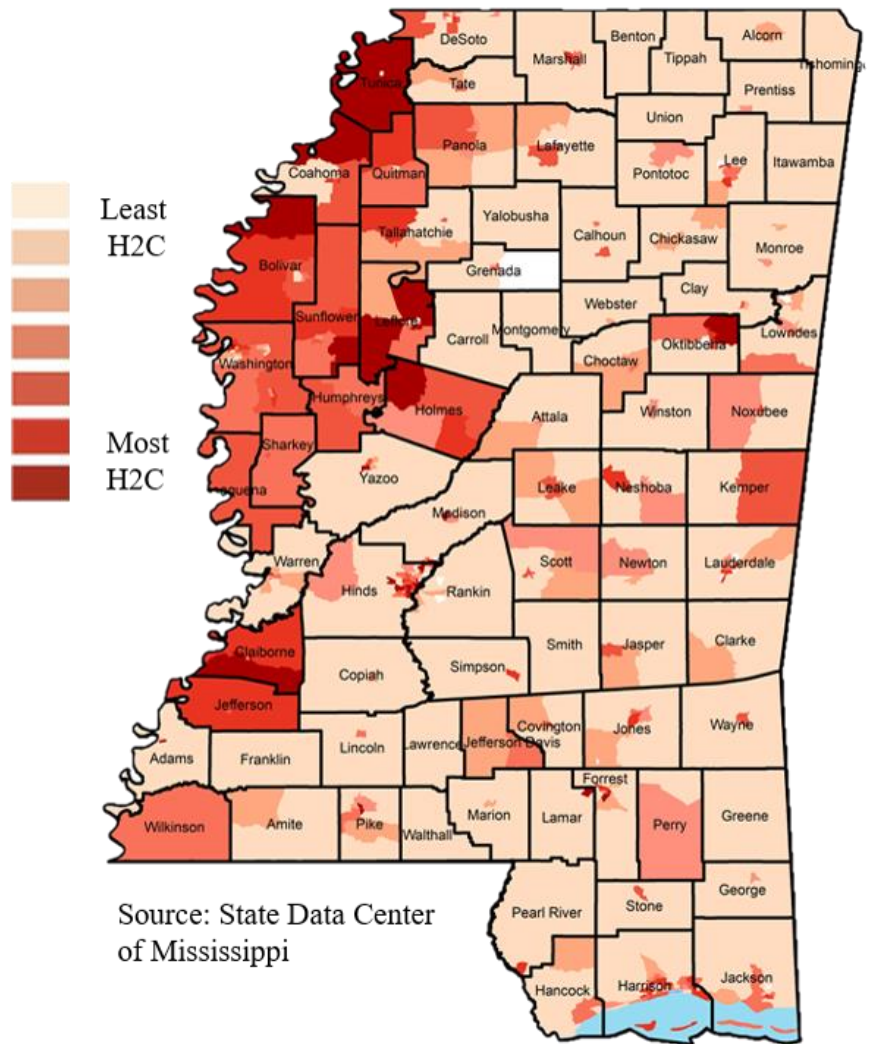 DeSoto
Benton
Alcorn
Marshall
Tippah
Tunica
Tate
Prentiss
Union
Panola
Lafayette
Coahoma
Quitman
Pontotoc
Lee
Itawamba
Least
H2C
Yalobusha
Tallahatchie
Calhoun
Chickasaw
Monroe
Bolivar
Grenada
Clay
Sunflower
Leflore
Webster
Carroll
Montgomery
Oktibbeha
Lowndes
Washington
Choctaw
Humphreys
Holmes
Attala
Winston
Noxubee
Most
H2C
Sharkey
Yazoo
Leake
Neshoba
Kemper
Madison
Warren
Hinds
Rankin
Scott
Newton
Lauderdale
Claiborne
Copiah
Simpson
Smith
Jasper
Clarke
Jefferson
Adams
Franklin
Lincoln
Lawrence
Jefferson Davis
Covington
Jones
Wayne
Wilkinson
Amite
Pike
Walthall
Marion
Lamar
Forrest
Perry
Greene
Source: State Data Center
of Mississippi
Pearl River
Stone
George
Hancock
Harrison
Jackson